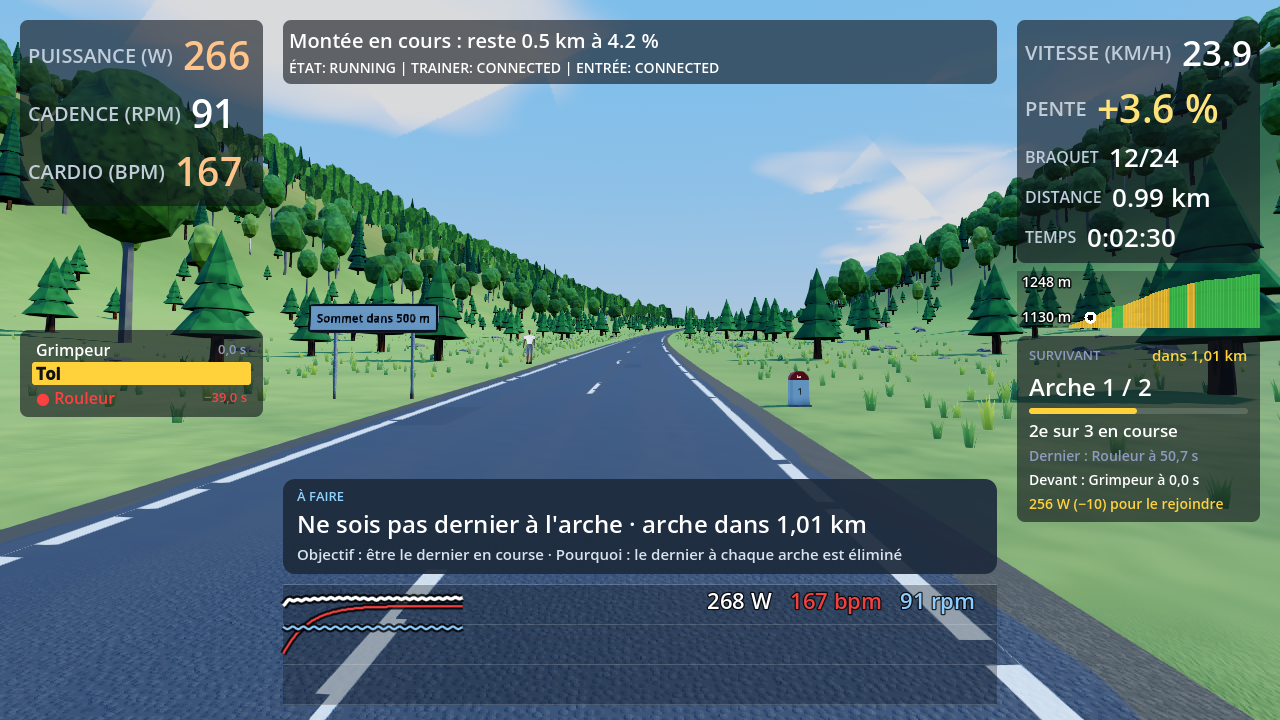 PUISSANCE (W) 266
CADENCE (RPM) 91
CARDIO (BPM) 167
Montée en cours : reste 0.5 km à 4.2 %
ÉTAT: RUNNING | TRAINER: CONNECTED | ENTRÉE: CONNECTED
VITESSE (KM/H) 23.9
PENTE +3.6 %
BRAQUET 12/24
DISTANCE 0.99 km
TEMPS 0:02:30
1248 m
1130 m
Sommet dans 500 m
Grimpeur 0,0 s
Toi
Rouleur −39,0 s
1
SURVIVANT dans 1,01 km
Arche 1 / 2
2e sur 3 en course
Dernier : Rouleur à 50,7 s
Devant : Grimpeur à 0,0 s
256 W (−10) pour le rejoindre
À FAIRE
Ne sois pas dernier à l'arche · arche dans 1,01 km
Objectif : être le dernier en course · Pourquoi : le dernier à chaque arche est éliminé
268 W 167 bpm 91 rpm